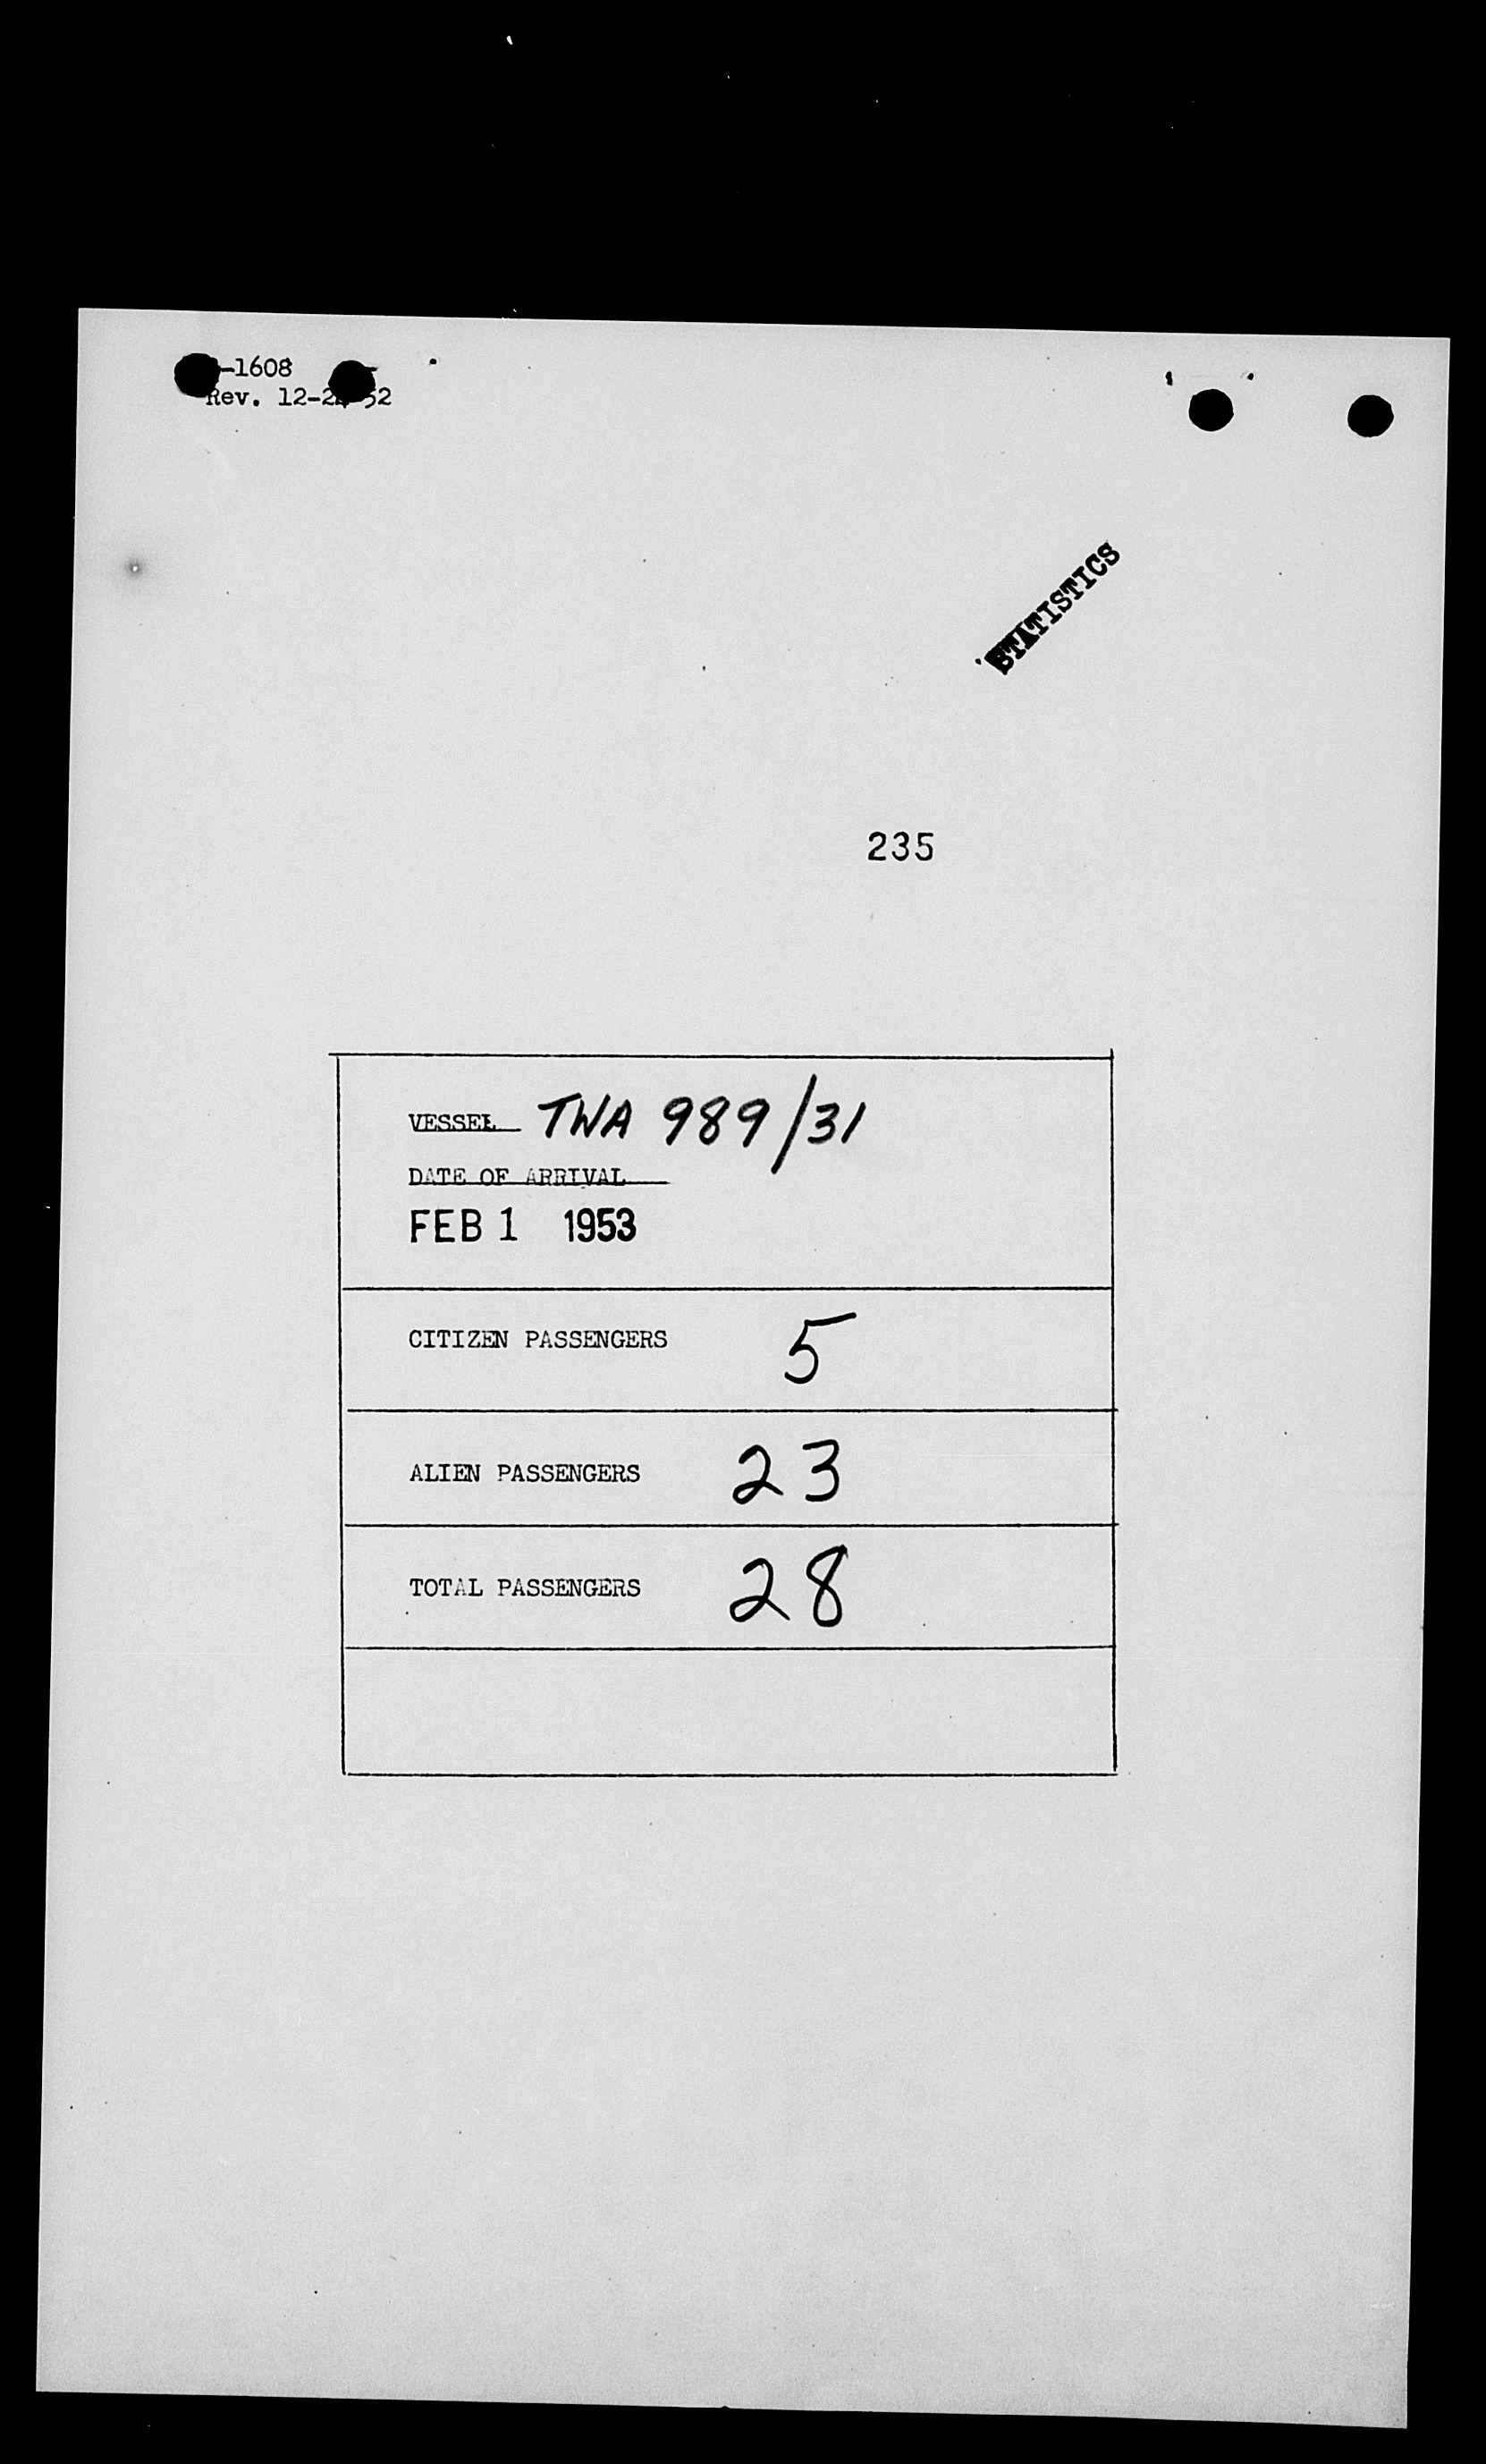 -1608
Rev. 12-2 52
STATISTICS
235
VESSEL TWA 989/31
DATE OF ARRIVAL
FEB 1 1953
CITIZEN PASSENGERS 5
ALIEN PASSENGERS 23
TOTAL PASSENGERS 28